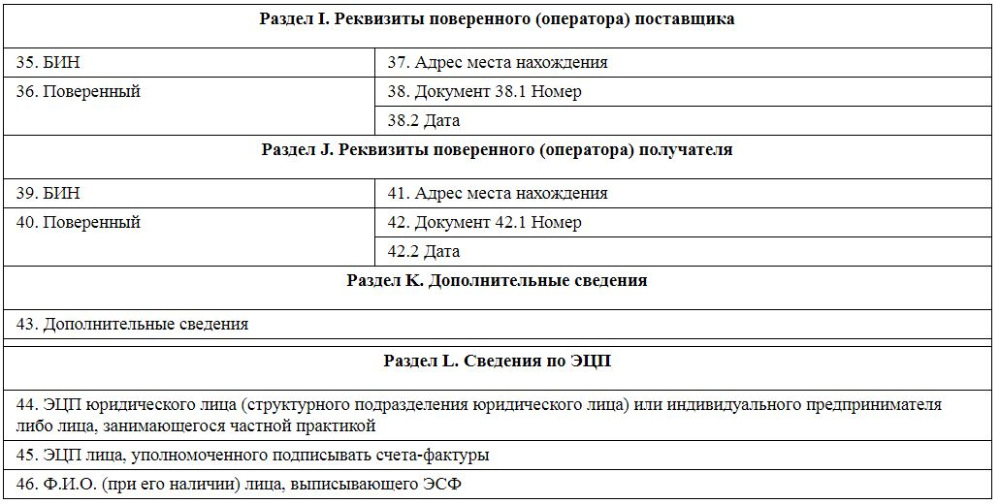 Раздел I. Реквизиты поверенного (оператора) поставщика
35. БИН
37. Адрес места нахождения
36. Поверенный
38. Документ 38.1 Номер
38.2 Дата
Раздел J. Реквизиты поверенного (оператора) получателя
39. БИН
41. Адрес места нахождения
40. Поверенный
42. Документ 42.1 Номер
42.2 Дата
Раздел K. Дополнительные сведения
43. Дополнительные сведения
Раздел L. Сведения по ЭЦП
44. ЭЦП юридического лица (структурного подразделения юридического лица) или индивидуального предпринимателя
либо лица, занимающегося частной практикой
45. ЭЦП лица, уполномоченного подписывать счета-фактуры
46. Ф.И.О. (при его наличии) лица, выписывающего ЭСФ